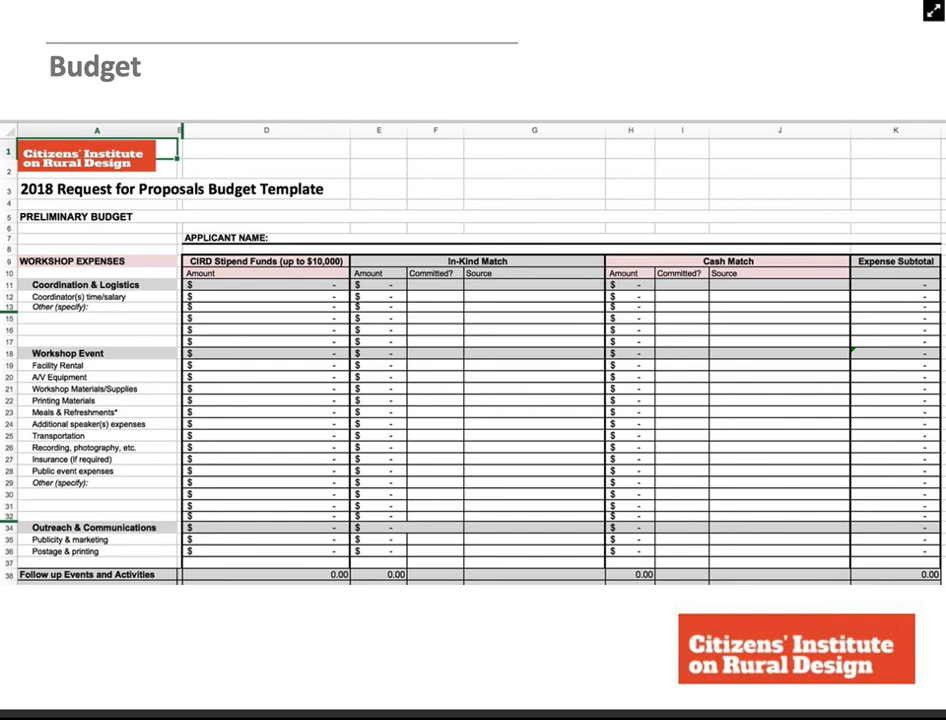 Budget
A B D E F G H I J K
1 Citizens' Institute
on Rural Design
2
3 2018 Request for Proposals Budget Template
4
5 PRELIMINARY BUDGET
6
7 APPLICANT NAME:
8
9 WORKSHOP EXPENSES CIRD Stipend Funds (up to $10,000) In-Kind Match Cash Match Expense Subtotal
10 Amount Amount Committed? Source Amount Committed? Source
11 Coordination & Logistics $ - $ - $ - -
12 Coordinator(s) time/salary $ - $ - $ - -
13 Other (specify): $ - $ - $ - -
15 $ - $ - $ - -
16 $ - $ - $ - -
17 $ - $ - $ - -
18 Workshop Event $ - $ - $ - -
19 Facility Rental $ - $ - $ - -
20 A/V Equipment $ - $ - $ - -
21 Workshop Materials/Supplies $ - $ - $ - -
22 Printing Materials $ - $ - $ - -
23 Meals & Refreshments* $ - $ - $ - -
24 Additional speaker(s) expenses $ - $ - $ - -
25 Transportation $ - $ - $ - -
26 Recording, photography, etc. $ - $ - $ - -
27 Insurance (if required) $ - $ - $ - -
28 Public event expenses $ - $ - $ - -
29 Other (specify): $ - $ - $ - -
30 $ - $ - $ - -
31 $ - $ - $ - -
32 $ - $ - $ - -
34 Outreach & Communications $ - $ - $ - -
35 Publicity & marketing $ - $ - $ - -
36 Postage & printing $ - $ - $ - -
37
38 Follow up Events and Activities 0.00 0.00 0.00 0.00
Citizens' Institute
on Rural Design